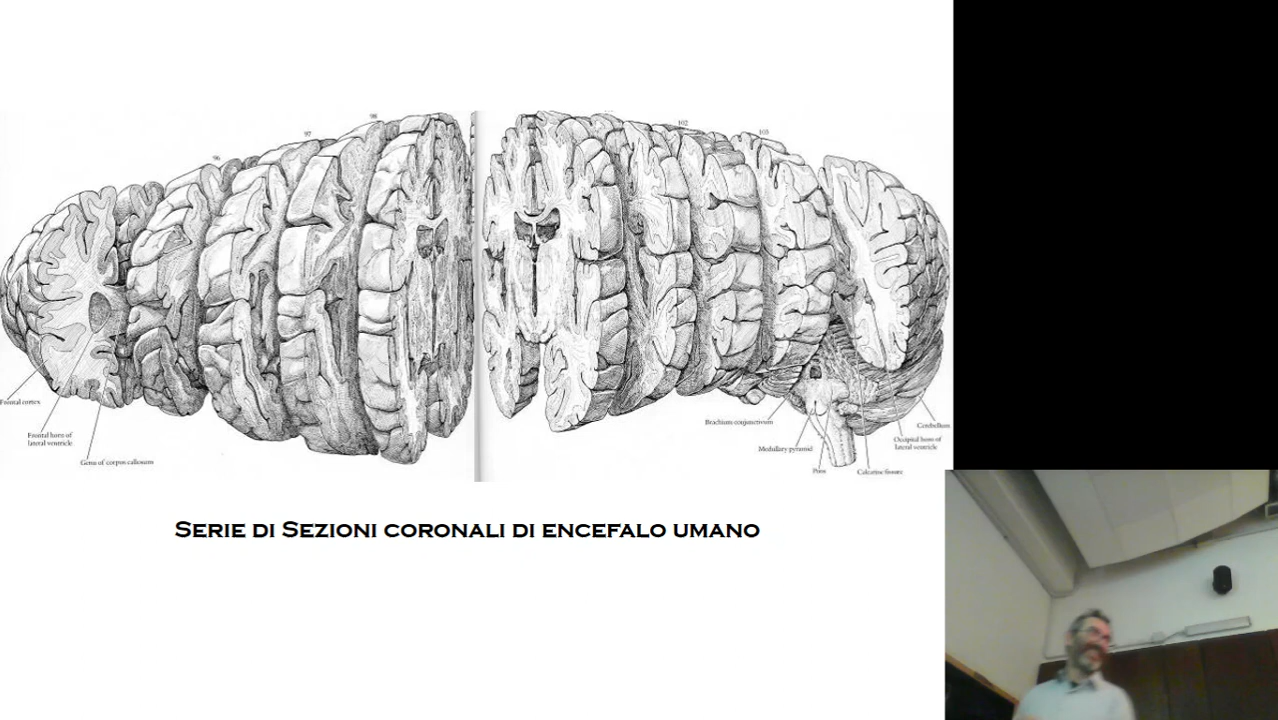 96
97
98
102
103
Frontal cortex
Frontal horn of
lateral ventricle
Genu of corpus callosum
Brachium conjunctivum
Medullary pyramid
Pons
Calcarine fissure
Occipital horn of
lateral ventricle
Cerebellum
SERIE DI SEZIONI CORONALI DI ENCEFALO UMANO